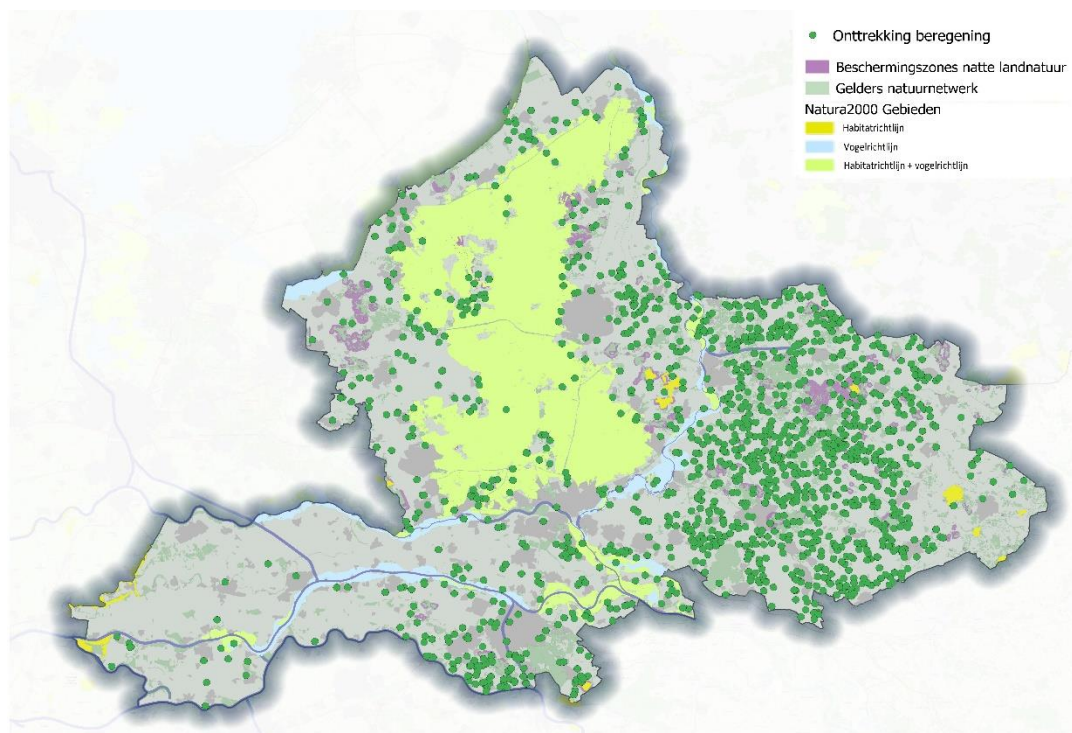 Onttrekking beregening
Beschermingszones natte landnatuur
Gelders natuurnetwerk
Natura2000 Gebieden
Habitatrichtlijn
Vogelrichtlijn
Habitatrichtlijn + vogelrichtlijn